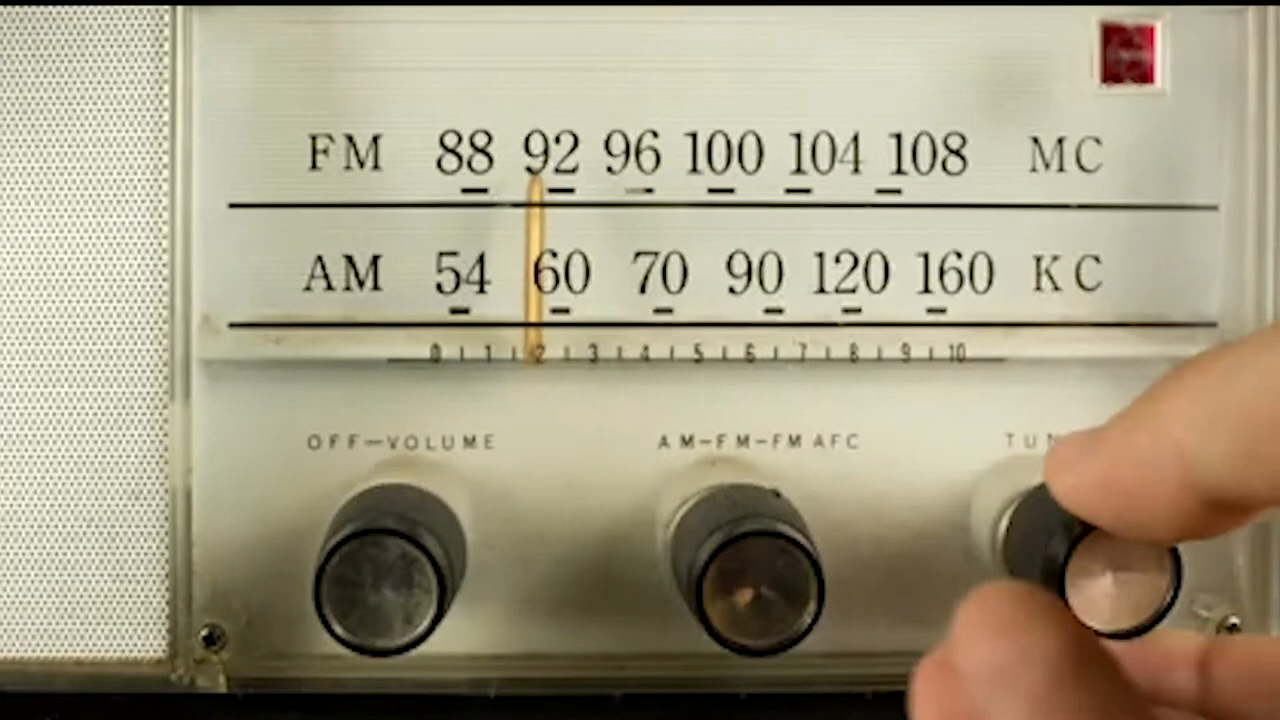 FM 88 92 96 100 104 108 MC
AM 54 60 70 90 120 160 KC
0 1 2 3 4 5 6 7 8 9 10
OFF—VOLUME AM—FM—FM AFC TUN